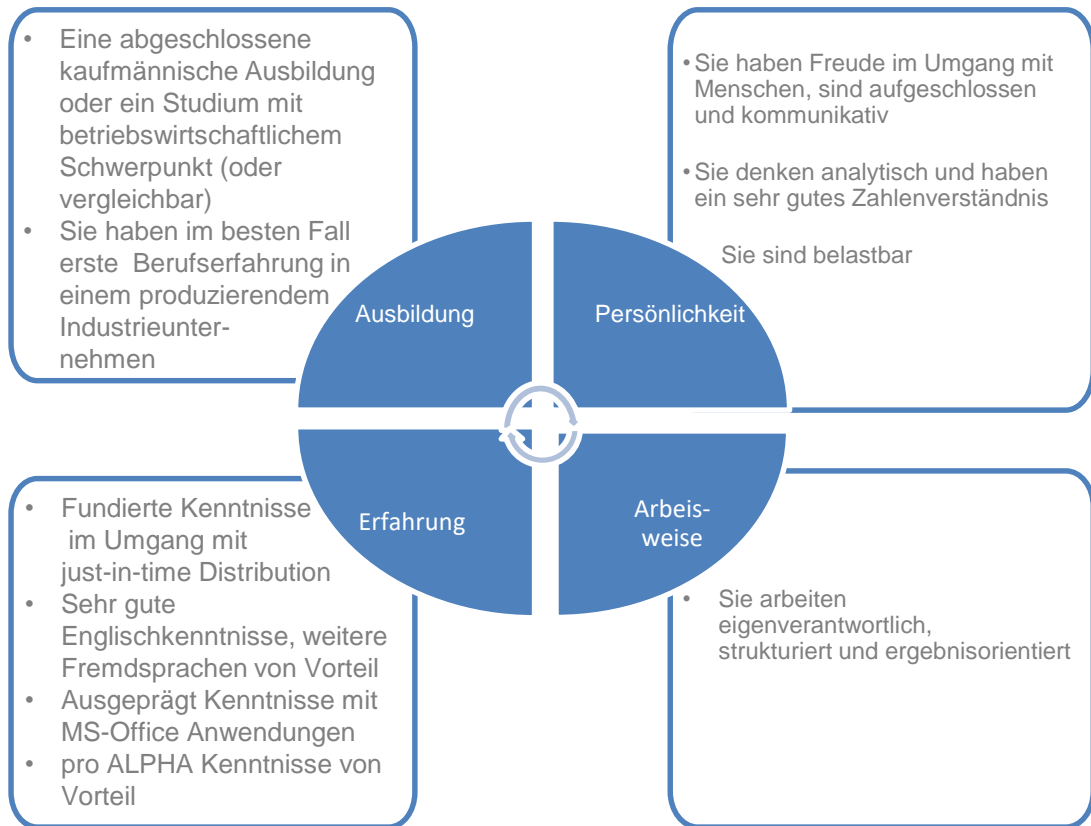 • Eine abgeschlossene
kaufmännische Ausbildung
oder ein Studium mit
betriebswirtschaftlichem
Schwerpunkt (oder
vergleichbar)
• Sie haben im besten Fall
erste  Berufserfahrung in
einem produzierendem
Industrieunter-
nehmen
• Sie haben Freude im Umgang mit
Menschen, sind aufgeschlossen
und kommunikativ
• Sie denken analytisch und haben
ein sehr gutes Zahlenverständnis
Sie sind belastbar
Ausbildung
Persönlichkeit
Erfahrung
Arbeis-
weise
• Fundierte Kenntnisse
im Umgang mit
just-in-time Distribution
• Sehr gute
Englischkenntnisse, weitere
Fremdsprachen von Vorteil
• Ausgeprägt Kenntnisse mit
MS-Office Anwendungen
• pro ALPHA Kenntnisse von
Vorteil
• Sie arbeiten
eigenverantwortlich,
strukturiert und ergebnisorientiert